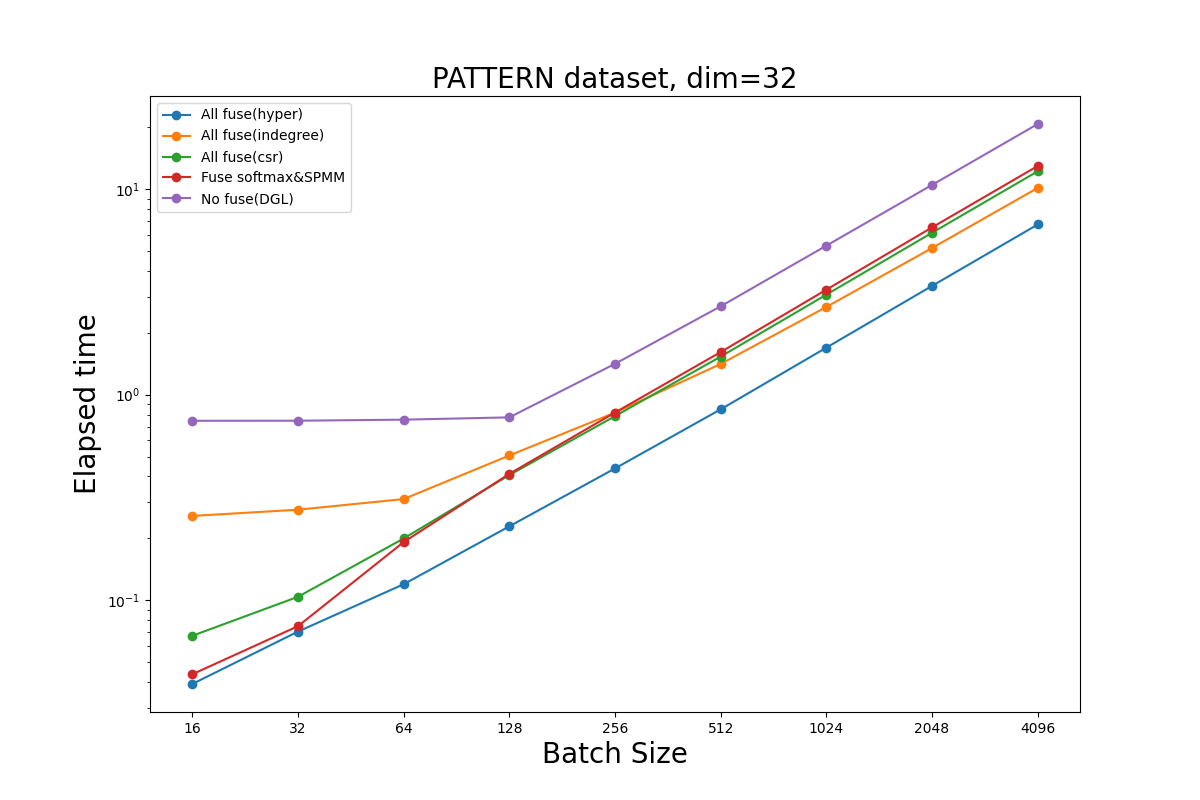 PATTERN dataset, dim=32
All fuse(hyper)
All fuse(indegree)
All fuse(csr)
Fuse softmax&SPMM
No fuse(DGL)
Elapsed time
10¹
10⁰
10⁻¹
16 32 64 128 256 512 1024 2048 4096
Batch Size